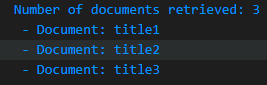 Number of documents retrieved: 3
- Document: title1
- Document: title2
- Document: title3